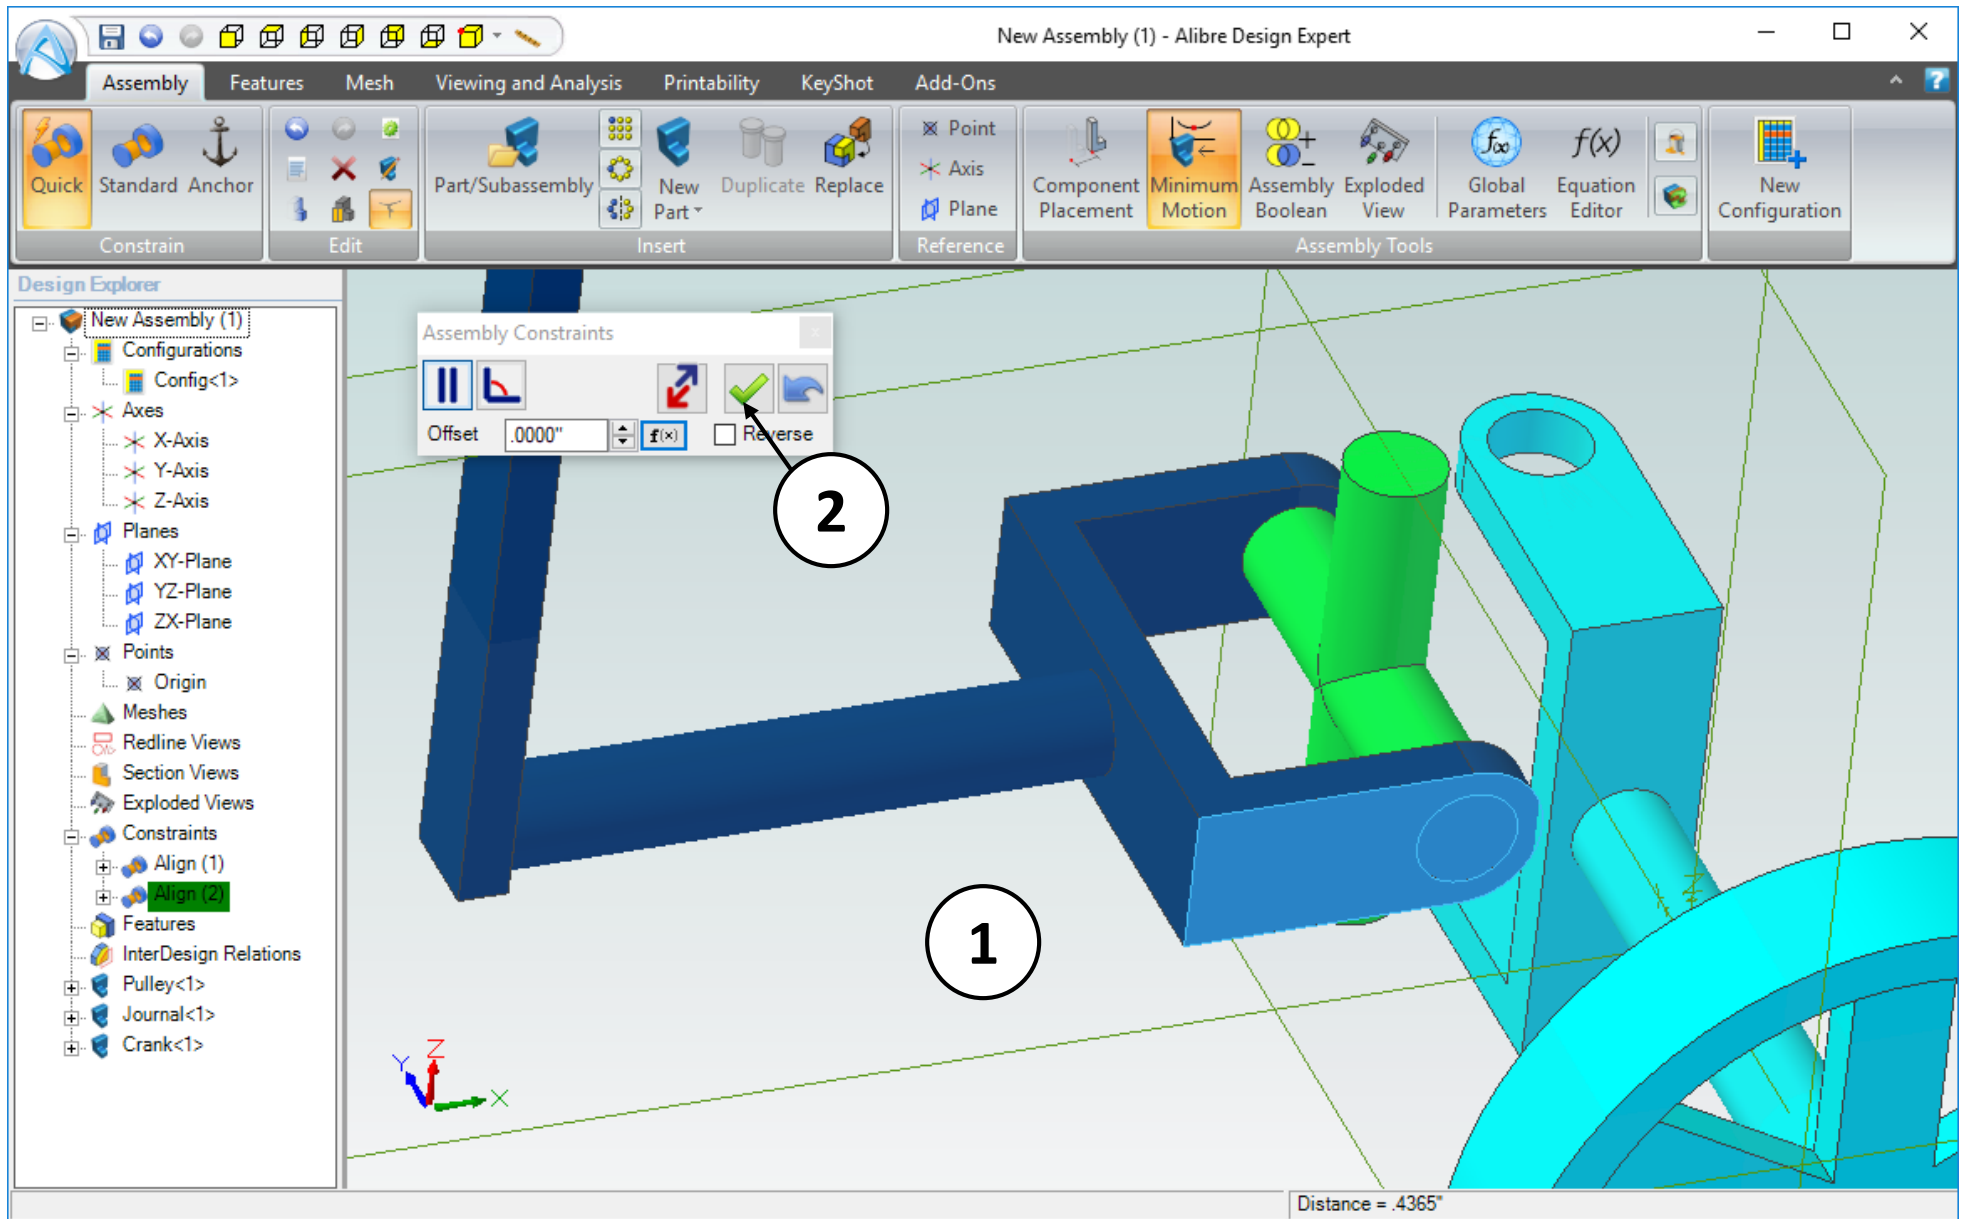 New Assembly (1) - Alibre Design Expert
Assembly Features Mesh Viewing and Analysis Printability KeyShot Add-Ons
?
Quick Standard Anchor
Constrain
Edit
Part/Subassembly
New
Part
Duplicate
Replace
Insert
Point
Axis
Plane
Reference
Component
Placement
Minimum
Motion
Assembly
Boolean
Exploded
View
f∞
Global
Parameters
f(x)
Equation
Editor
Assembly Tools
New
Configuration
Design Explorer
New Assembly (1)
Configurations
Config<1>
Axes
X-Axis
Y-Axis
Z-Axis
Planes
XY-Plane
YZ-Plane
ZX-Plane
Points
Origin
Meshes
Redline Views
Section Views
Exploded Views
Constraints
Align (1)
Align (2)
Features
InterDesign Relations
Pulley<1>
Journal<1>
Crank<1>
Assembly Constraints
Offset .0000" f(x) Reverse
2
1
Z
Y
X
Distance = .4365"